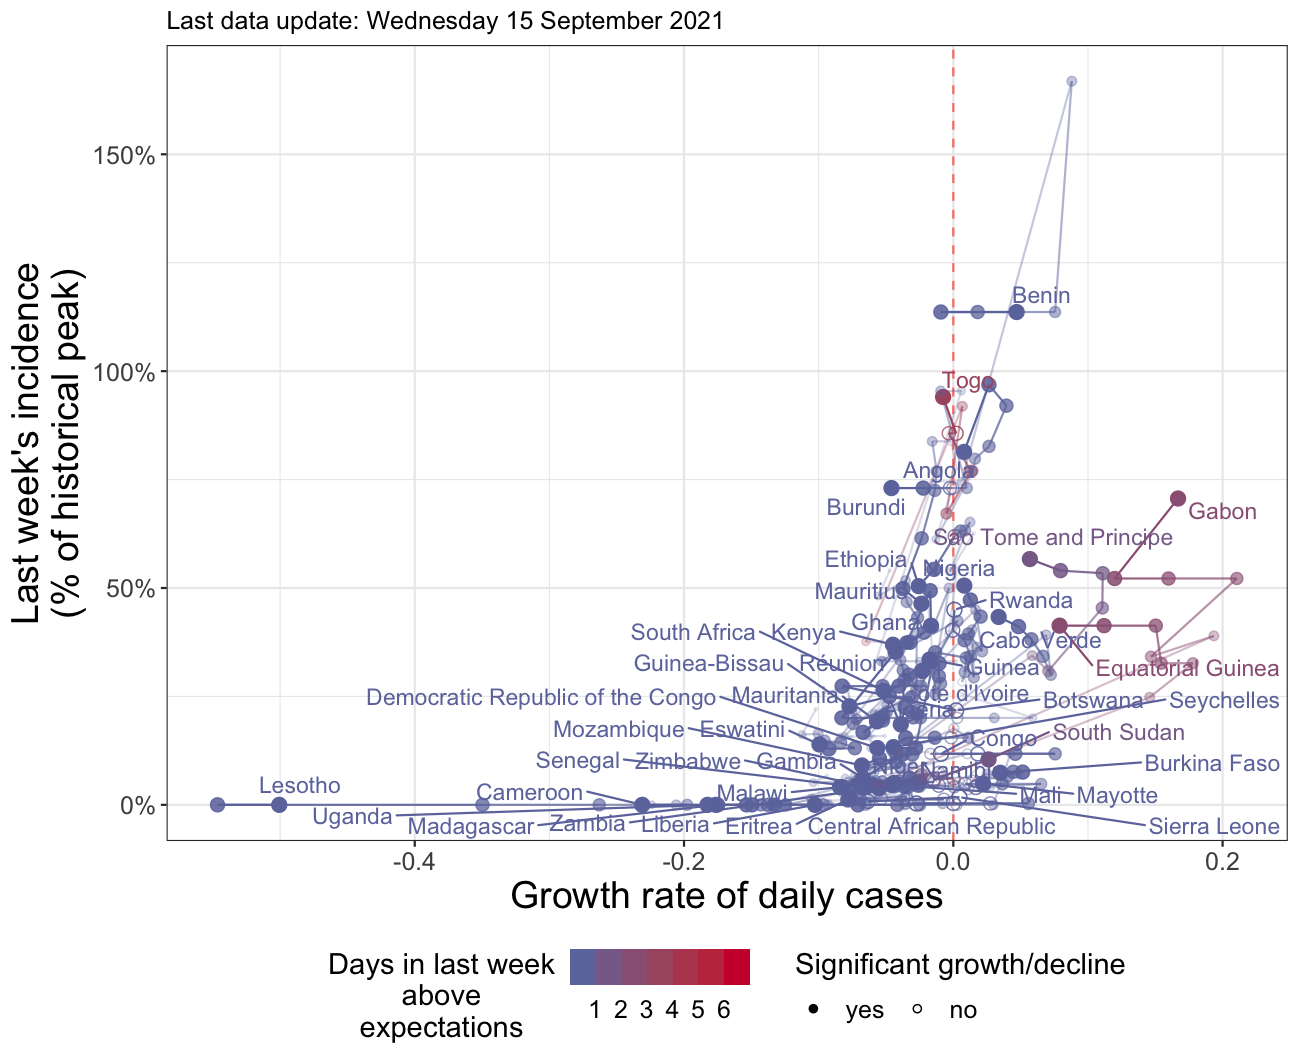 Last data update: Wednesday 15 September 2021
Last week's incidence
(% of historical peak)
150%
100%
50%
0%
Benin
Togo
Angola
Burundi
Gabon
Sao Tome and Principe
Ethiopia
Nigeria
Mauritius
Rwanda
Ghana
South Africa
Kenya
Cabo Verde
Guinea-Bissau
Réunion
Guinea
Equatorial Guinea
Democratic Republic of the Congo
Mauritania
Côte d'Ivoire
Botswana
Seychelles
Algeria
Mozambique
Eswatini
Congo
South Sudan
Senegal
Zimbabwe
Gambia
Niger
Namibia
Burkina Faso
Lesotho
Cameroon
Malawi
Mali
Mayotte
Uganda
Madagascar
Zambia
Liberia
Eritrea
Central African Republic
Sierra Leone
-0.4
-0.2
0.0
0.2
Growth rate of daily cases
Days in last week
above
expectations
1 2 3 4 5 6
Significant growth/decline
yes
no